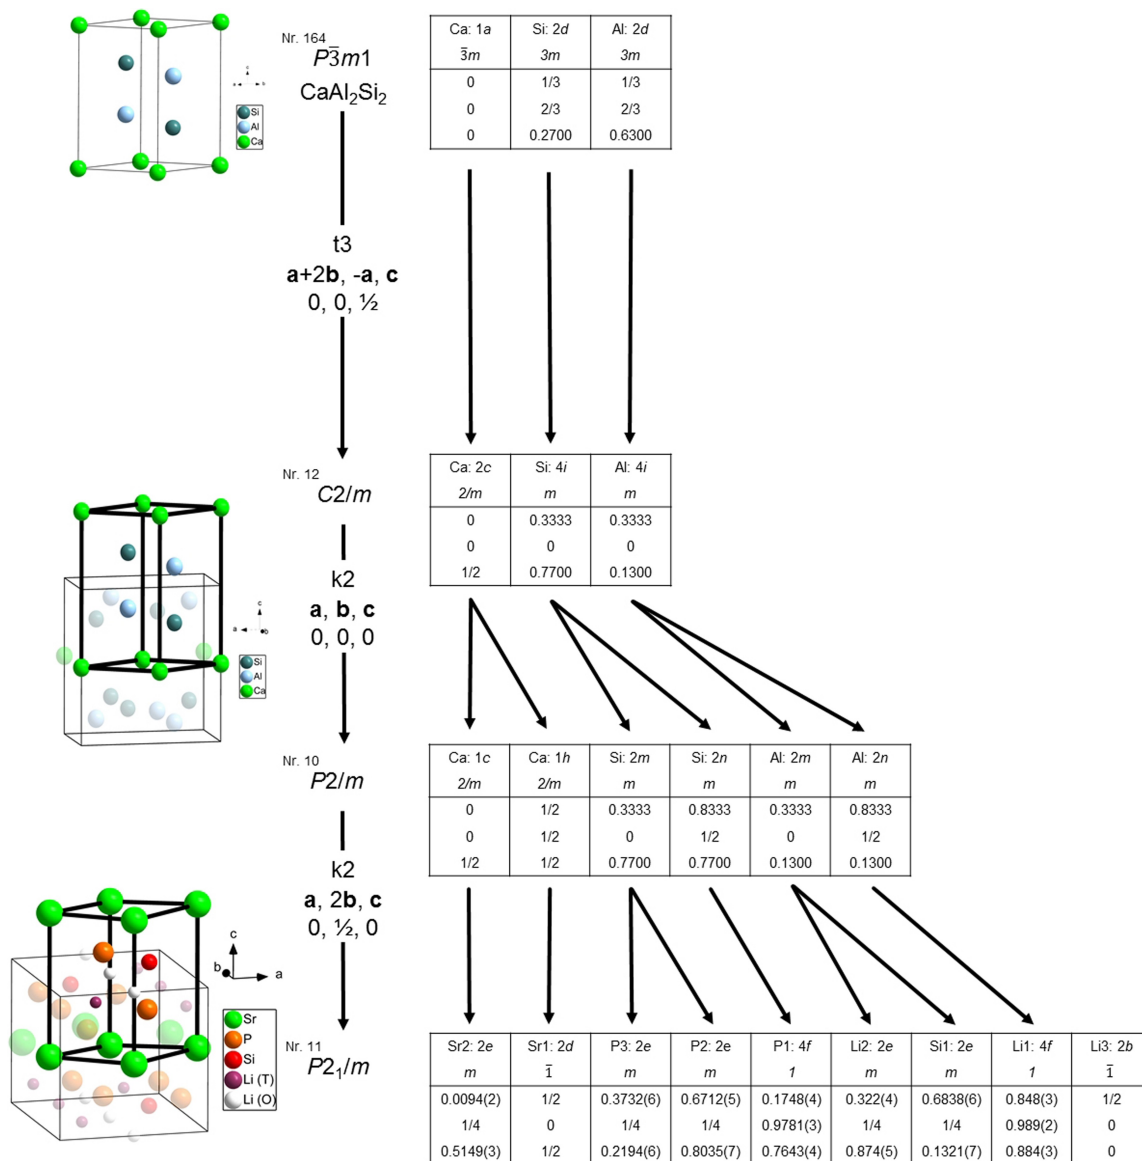 Nr. 164
P3̅m1
CaAl₂Si₂
c
a b
Si
Al
Ca
Ca: 1a Si: 2d Al: 2d
3̅m 3m 3m
0 1/3 1/3
0 2/3 2/3
0 0.2700 0.6300
t3
a+2b, -a, c
0, 0, ½
Nr. 12
C2/m
Ca: 2c Si: 4i Al: 4i
2/m m m
0 0.3333 0.3333
0 0 0
1/2 0.7700 0.1300
c
a b
Si
Al
Ca
k2
a, b, c
0, 0, 0
Nr. 10
P2/m
Ca: 1c Ca: 1h Si: 2m Si: 2n Al: 2m Al: 2n
2/m 2/m m m m m
0 1/2 0.3333 0.8333 0.3333 0.8333
0 1/2 0 1/2 0 1/2
1/2 1/2 0.7700 0.7700 0.1300 0.1300
k2
a, 2b, c
0, ½, 0
c
b a
Sr
P
Si
Li (T)
Li (O)
Nr. 11
P2₁/m
Sr2: 2e Sr1: 2d P3: 2e P2: 2e P1: 4f Li2: 2e Si1: 2e Li1: 4f Li3: 2b
m 1̅ m m 1 m m 1 1̅
0.0094(2) 1/2 0.3732(6) 0.6712(5) 0.1748(4) 0.322(4) 0.6838(6) 0.848(3) 1/2
1/4 0 1/4 1/4 0.9781(3) 1/4 1/4 0.989(2) 0
0.5149(3) 1/2 0.2194(6) 0.8035(7) 0.7643(4) 0.874(5) 0.1321(7) 0.884(3) 0